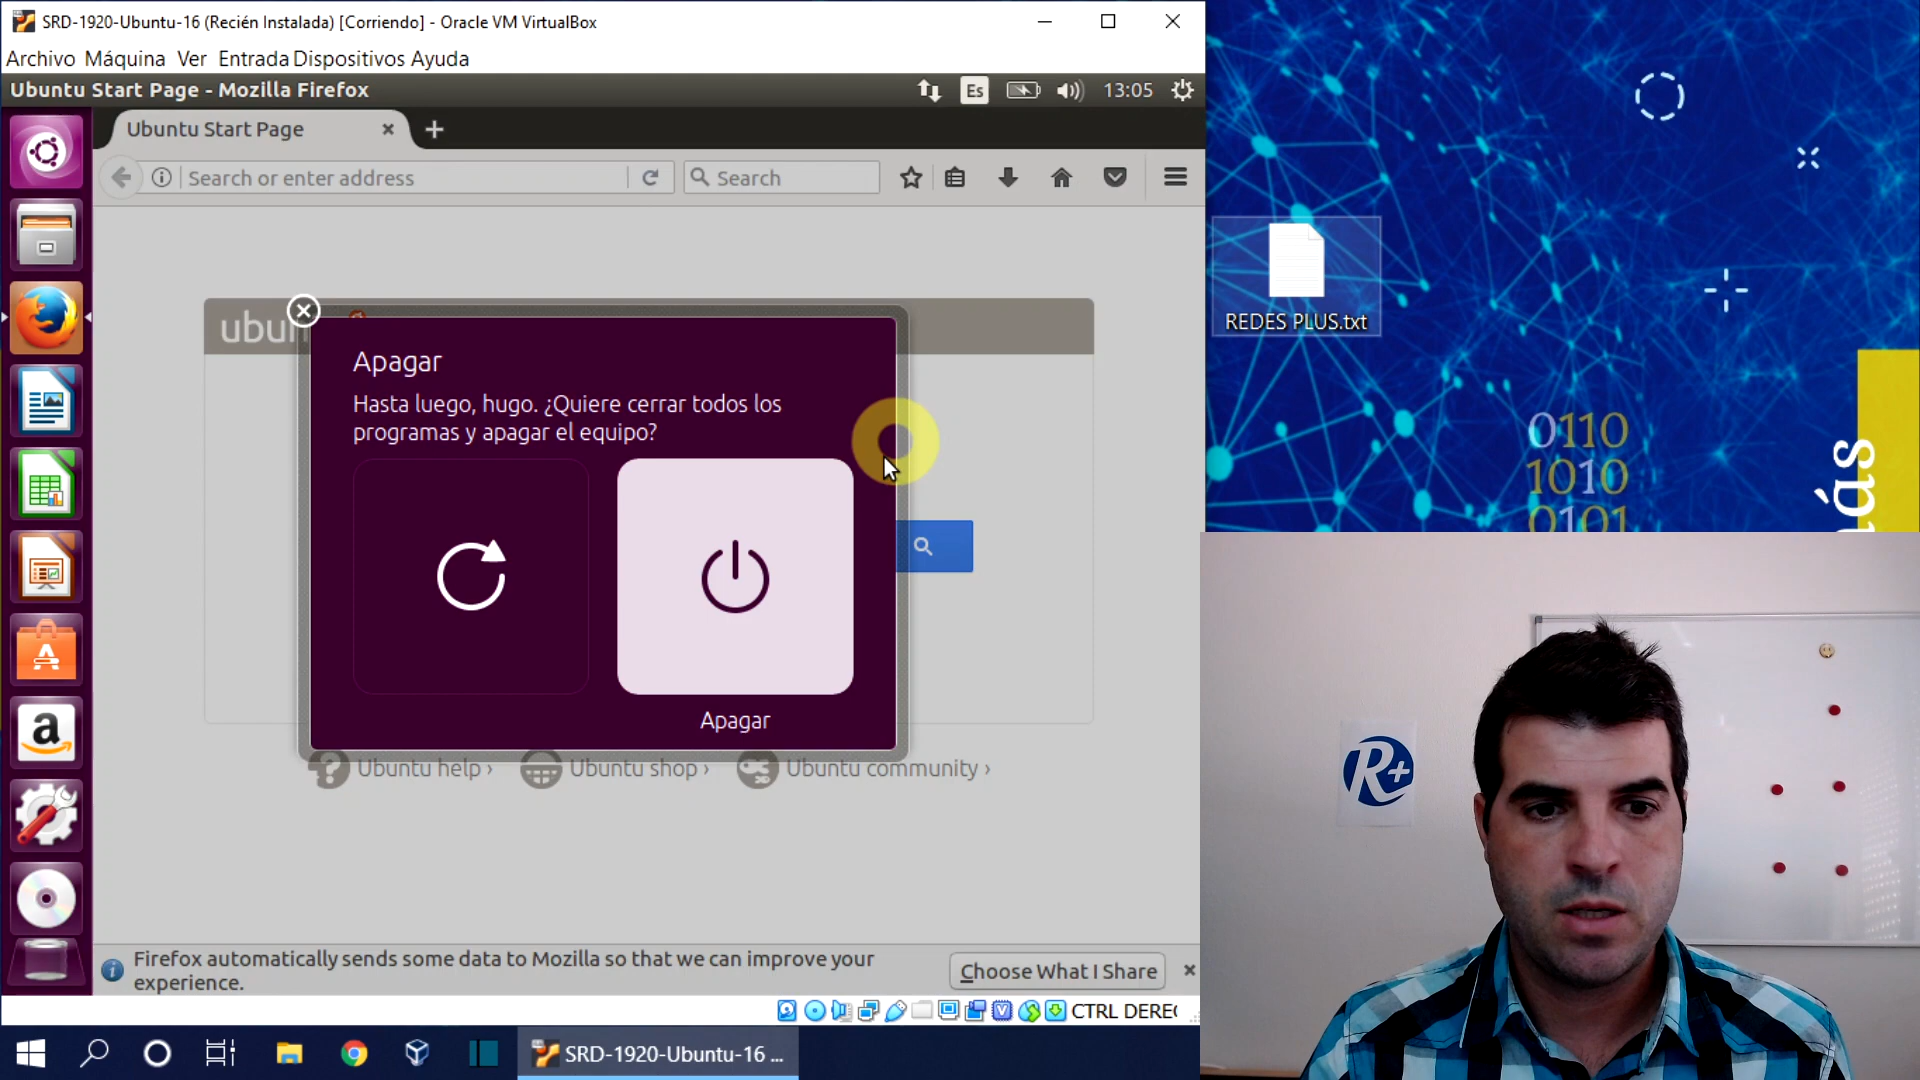 SRD-1920-Ubuntu-16 (Recién Instalada) [Corriendo] - Oracle VM VirtualBox
Archivo Máquina Ver Entrada Dispositivos Ayuda
Ubuntu Start Page - Mozilla Firefox
Es
13:05
Ubuntu Start Page
Search or enter address
Search
REDES PLUS.txt
Apagar
Hasta luego, hugo. ¿Quiere cerrar todos los
programas y apagar el equipo?
Apagar
Ubuntu help ›
Ubuntu shop ›
Ubuntu community ›
0110
1010
0101
R+
Firefox automatically sends some data to Mozilla so that we can improve your
experience.
Choose What I Share
CTRL DEREC
SRD-1920-Ubuntu-16 ...